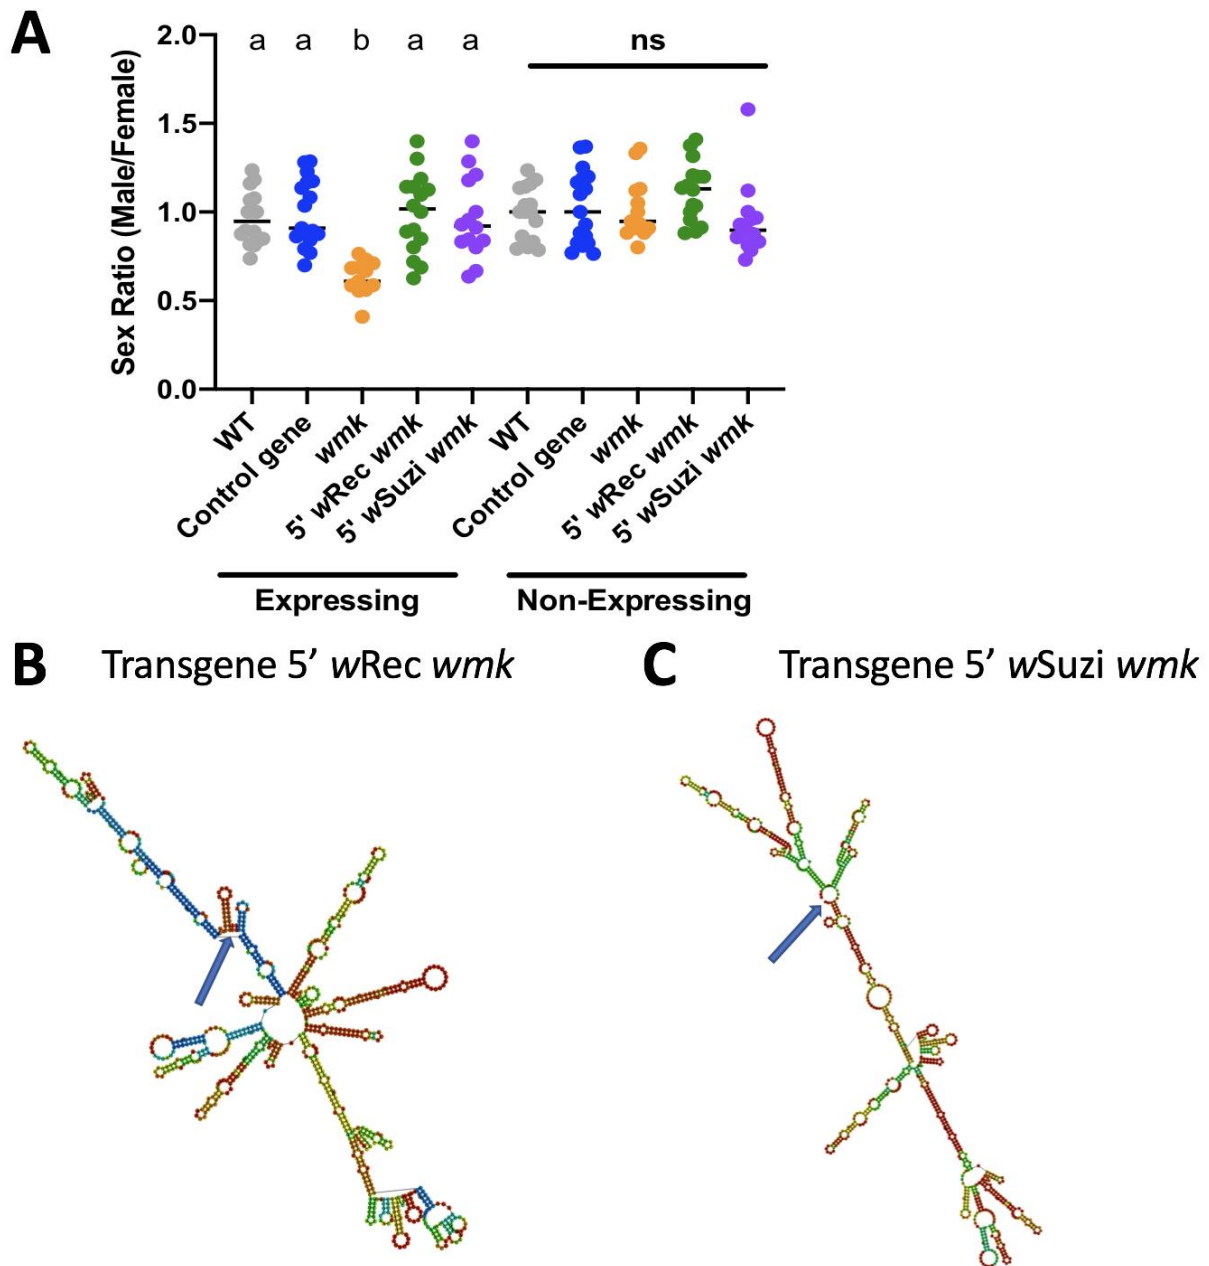 A
Sex Ratio (Male/Female)
2.0
1.5
1.0
0.5
0.0
a a b a a
ns
WT
Control gene
wmk
5' wRec wmk
5' wSuzi wmk
WT
Control gene
wmk
5' wRec wmk
5' wSuzi wmk
Expressing
Non-Expressing
B Transgene 5’ wRec wmk
C Transgene 5’ wSuzi wmk